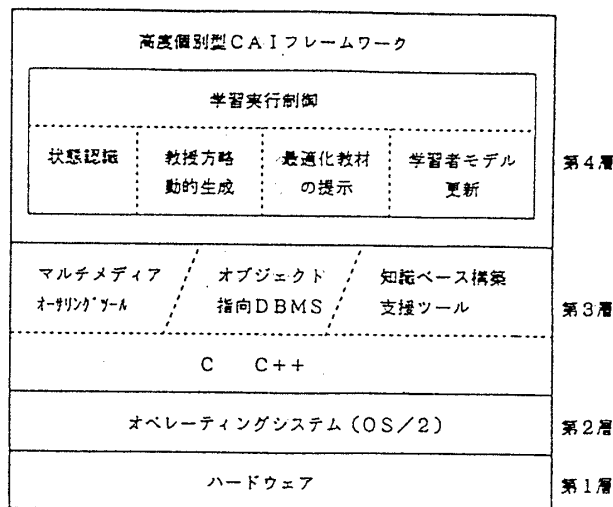 高度個別型CAIフレームワーク
学習実行制御
状態認識
教授方略
動的生成
最適化教材
の提示
学習者モデル
更新
第4層
マルチメディア
オーサリングツール
オブジェクト
指向DBMS
知識ベース構築
支援ツール
第3層
C C++
オペレーティングシステム(OS/2)
第2層
ハードウェア
第1層